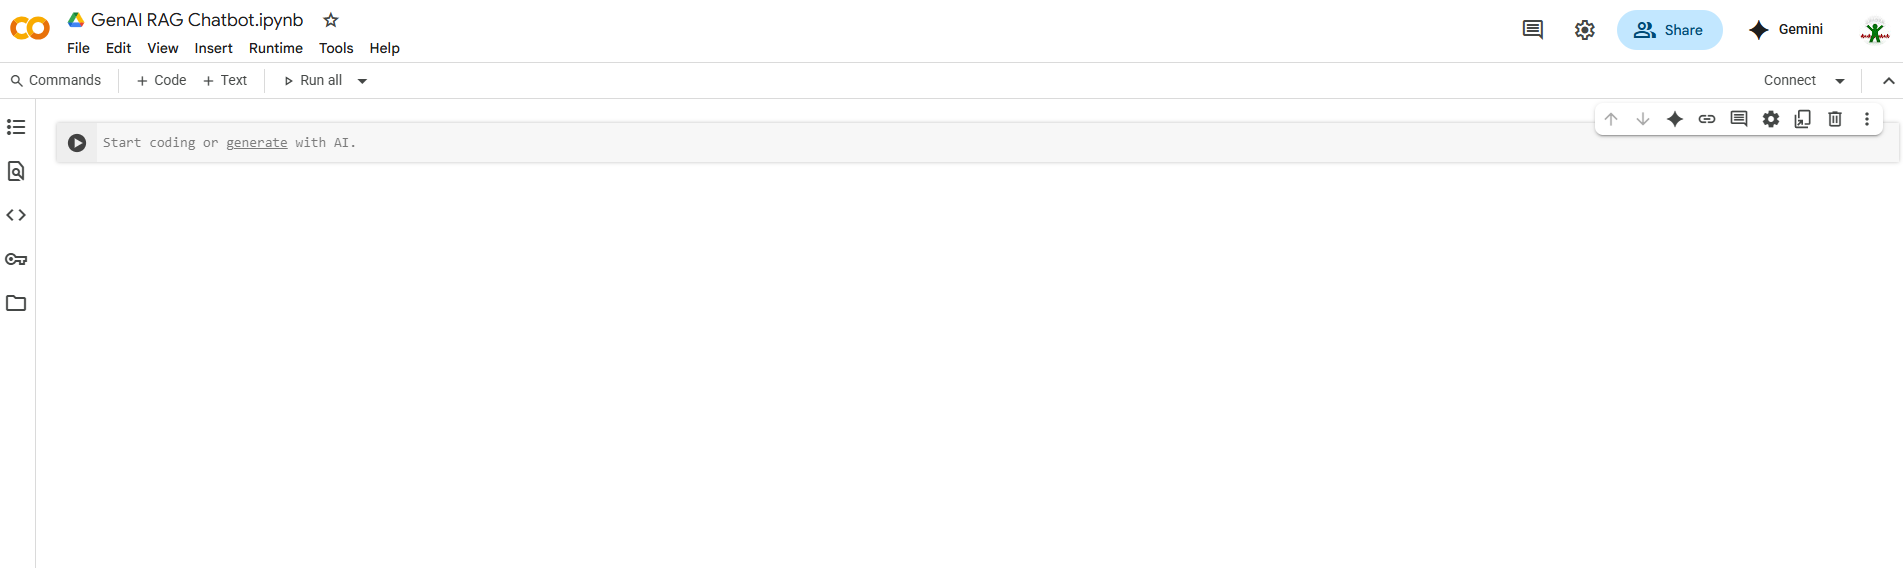 GenAI RAG Chatbot.ipynb
File Edit View Insert Runtime Tools Help
Share
Gemini
Commands + Code + Text Run all
Connect
Start coding or generate with AI.